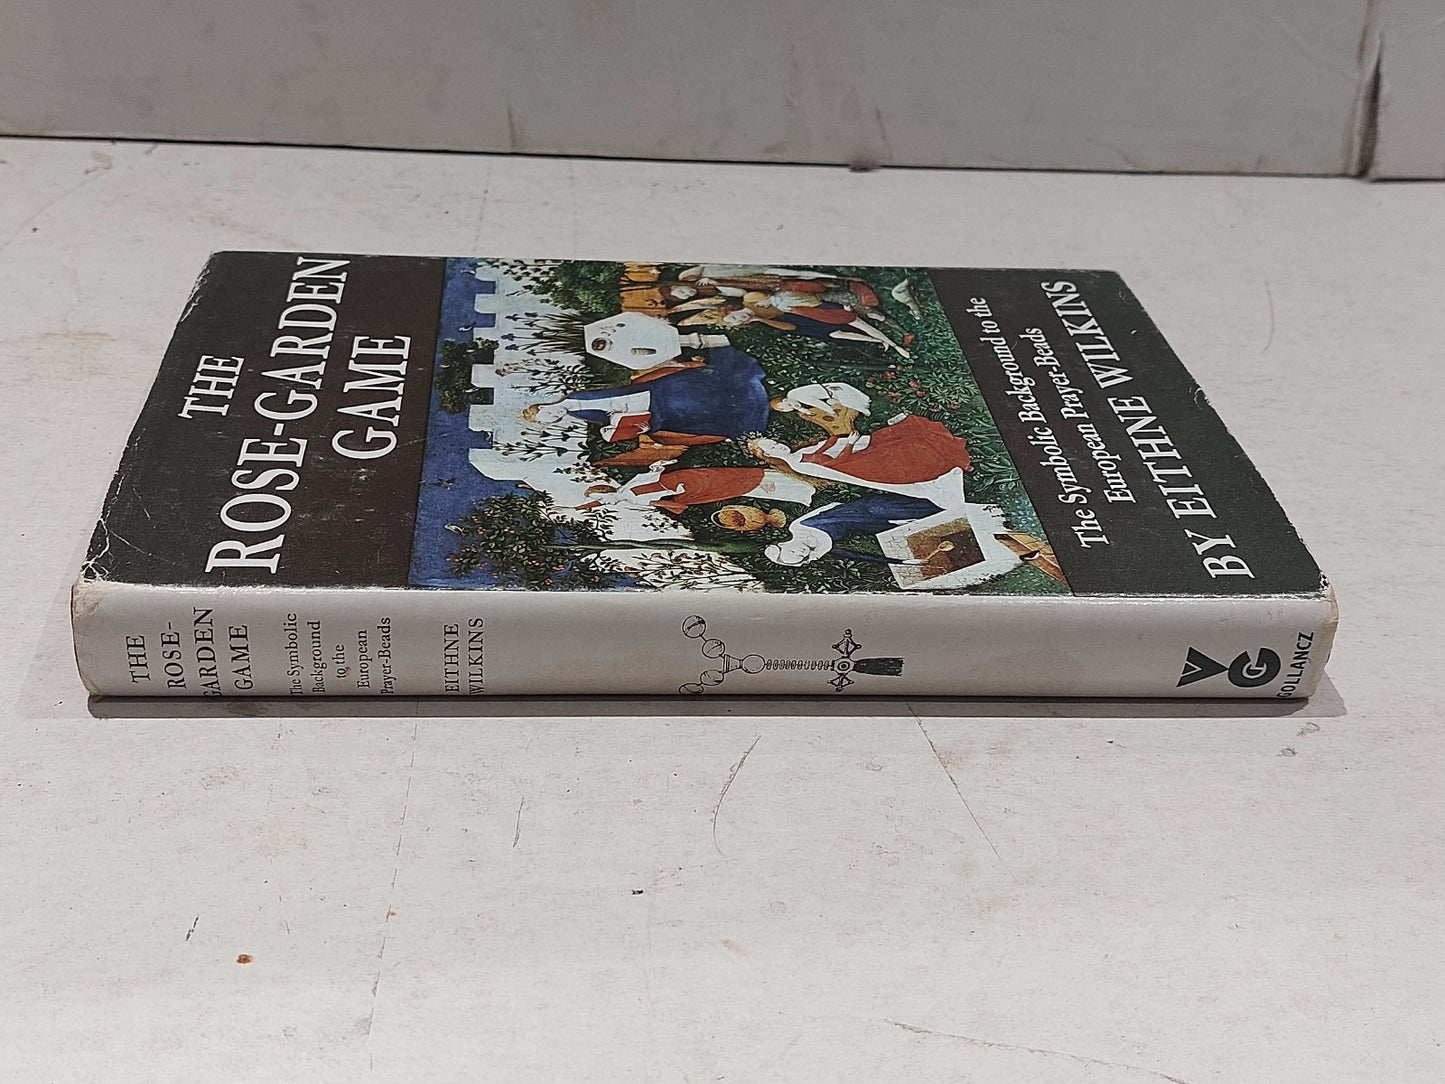 THE
ROSE-GARDEN
GAME
The Symbolic Background to the
European Prayer-Beads
BY EITHNE WILKINS
THE
ROSE-
GARDEN
GAME
The Symbolic
Background
to the
European
Prayer-Beads
EITHNE
WILKINS
VG
GOLLANCZ